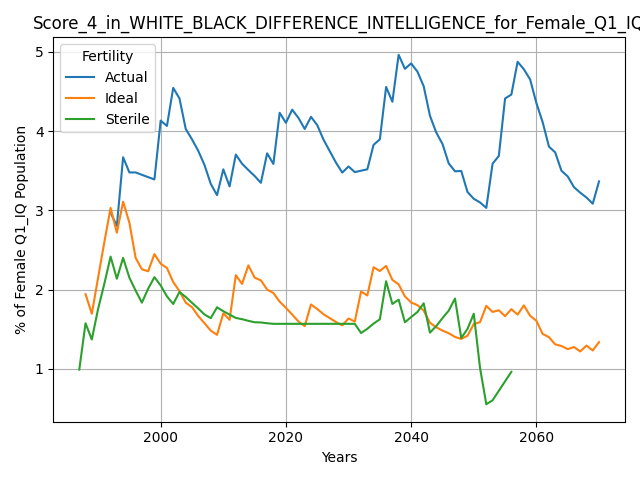 Score_4_in_WHITE_BLACK_DIFFERENCE_INTELLIGENCE_for_Female_Q1_IQ
Fertility
Actual
Ideal
Sterile
% of Female Q1_IQ Population
5
4
3
2
1
2000 2020 2040 2060
Years